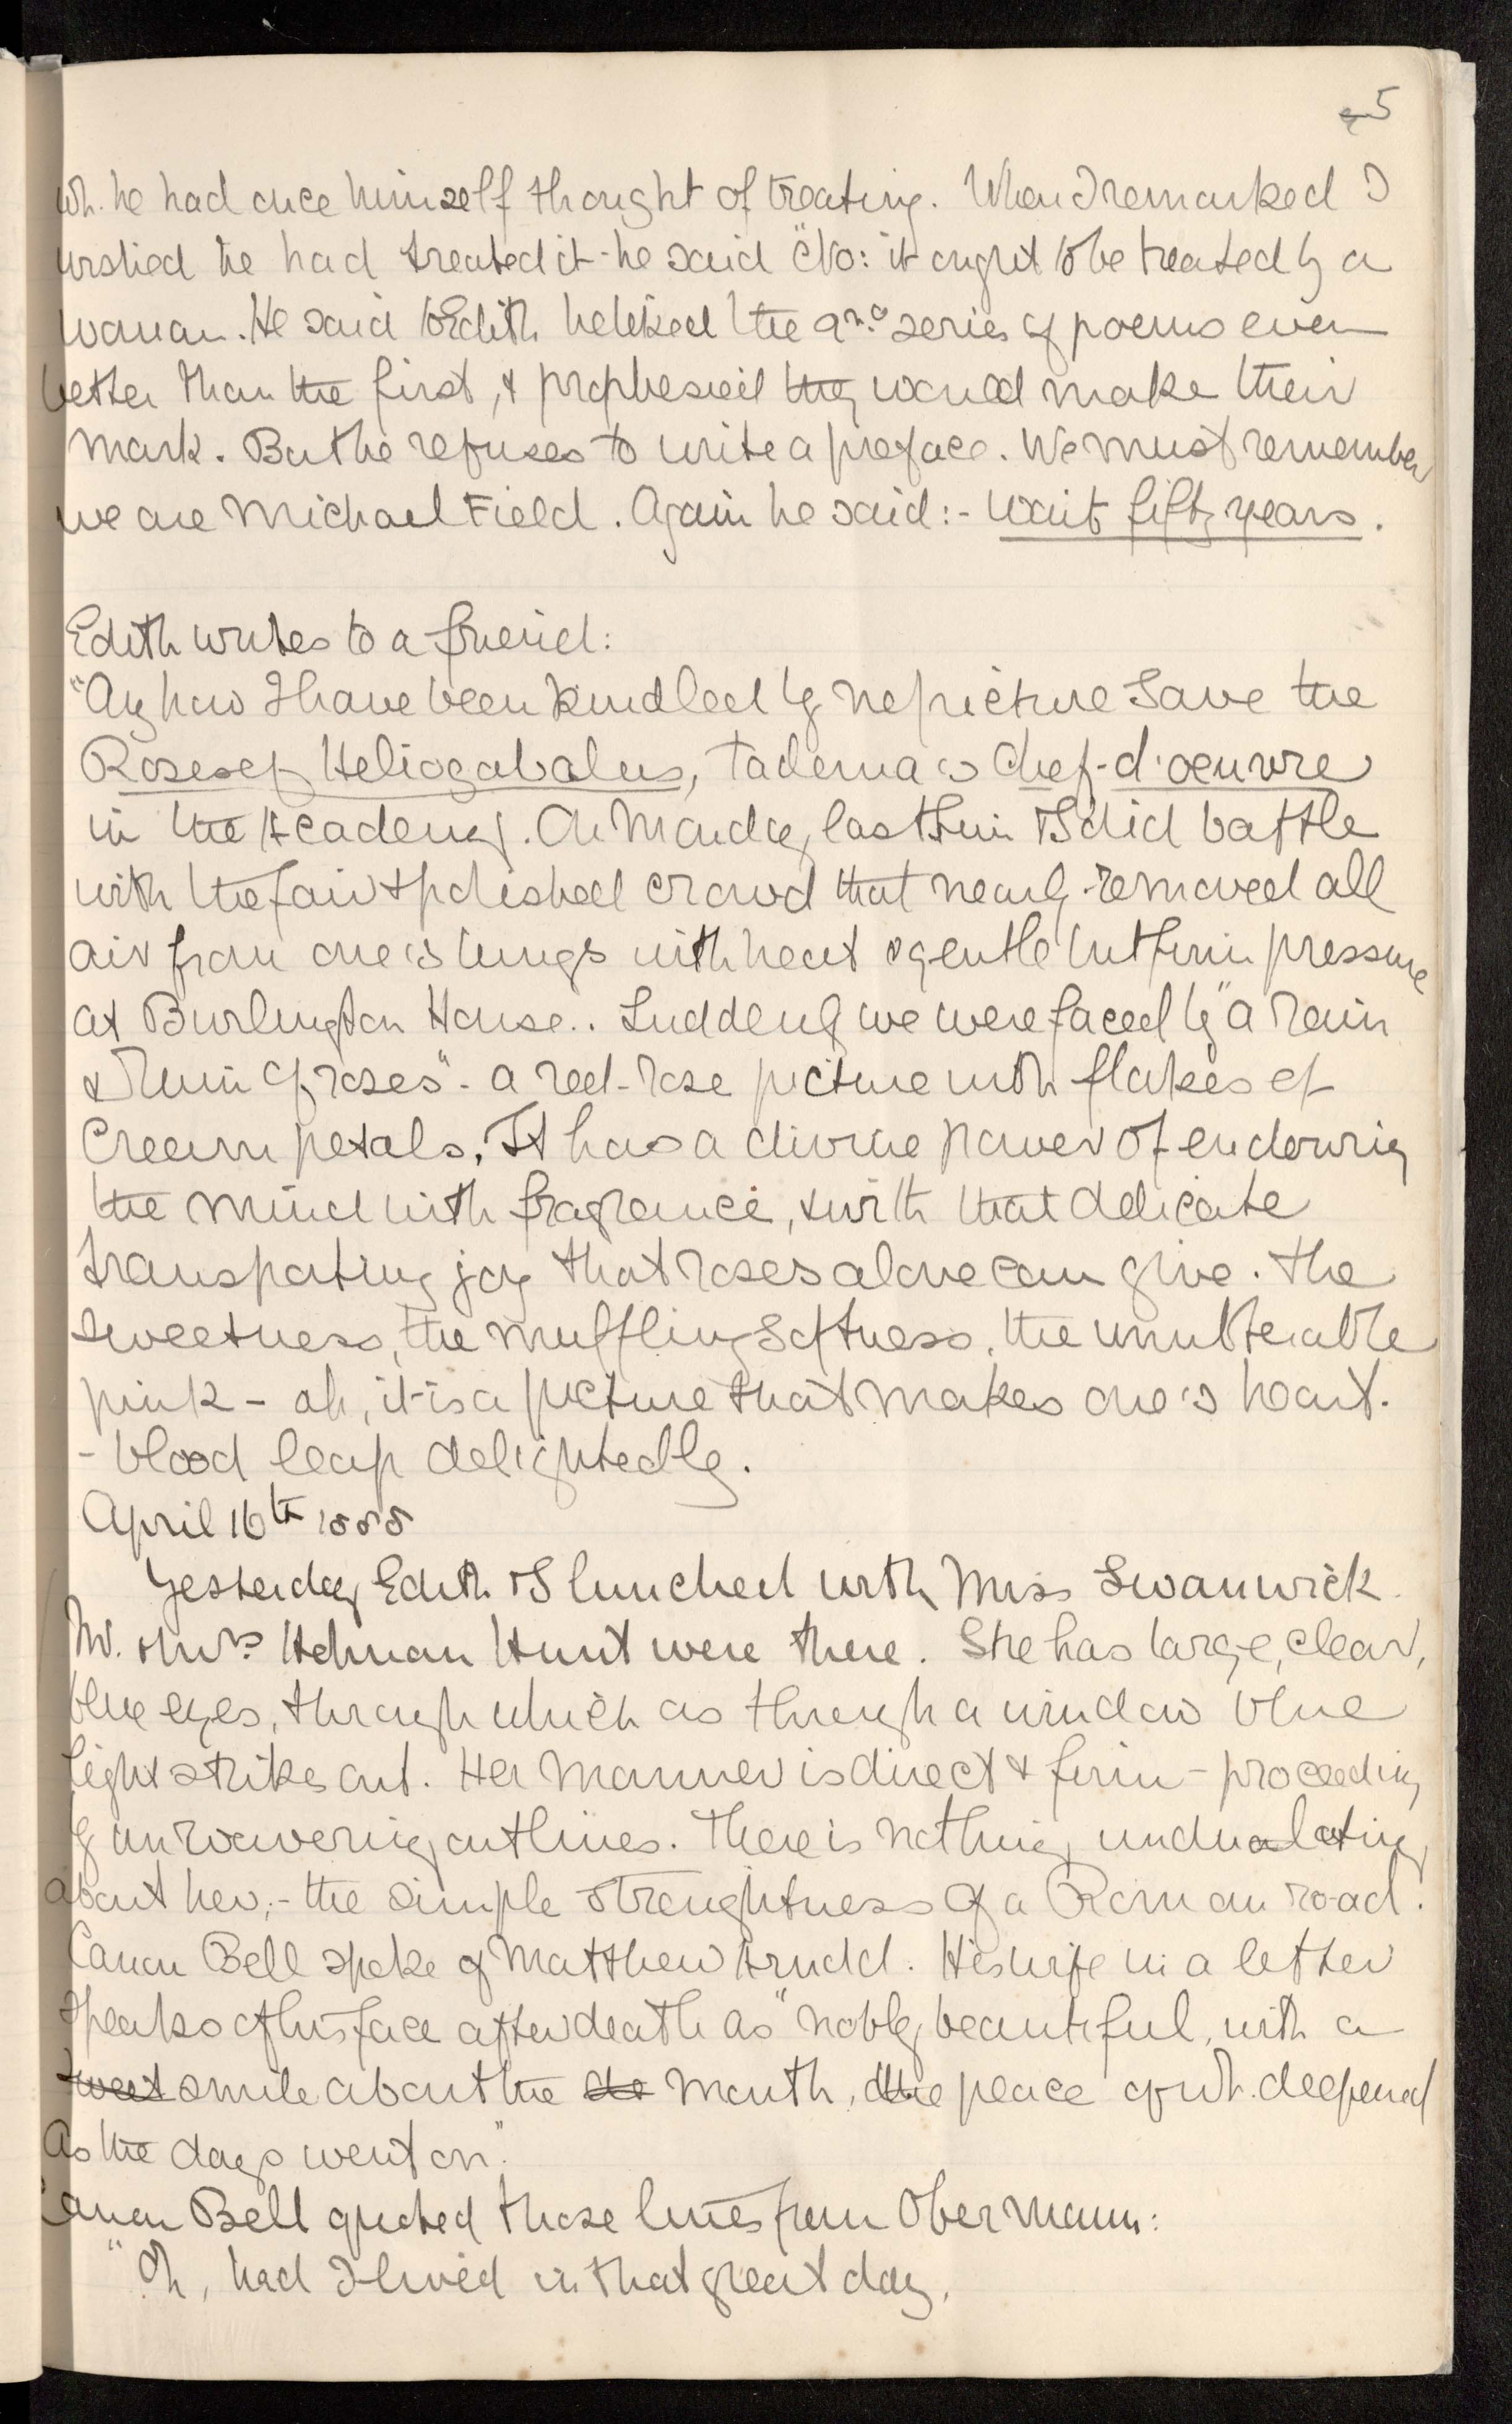 5
wh. he had once himself thought of treating. When I remarked I
wished he had treated it - he said "No: it ought to be treated by a
woman. He said to Edith he liked the 2nd series of poems even
better than the first, & prophesied they would make their
mark. But he refuses to write a preface. We must remember
we are Michael Field. Again he said:- wait fifty years.
Edith writes to a friend:
"Anyhow I have been kindled by no picture save the
Roses of Heliogabalus, Tadema's chef-d'oeuvre
in the Academy. On Monday last Sim & I did battle
with the fair & polished crowd that nearly removed all
air from one's lungs with heat & gentle but firm pressure
at Burlington House.. Suddenly we were faced by "a rain
& ruin of roses" - a red-rose picture with flakes of
cream petals. It has a divine power of endowing
the mind with fragrance, & with that delicate
transporting joy that roses alone can give. The
sweetness, the muffling softness, the unutterable
pink - ah, it is a picture that makes one's heart-
- blood leap delightedly.
April 16th 1888
Yesterday Edith & I lunched with Miss Swanwick.
Mr. & Mrs Holman Hunt were there. She has large, clear,
blue eyes, through which as through a window blue
light strikes out. Her manner is direct & firm - proceeding
by unwavering outlines. There is nothing undulating
about her; - the simple straightness of a Roman road.
Canon Bell spoke of Matthew Arnold. His wife in a letter
speaks of his face after death as "nobly beautiful, with a
sweet smile about the mouth, the peace of wh. deepened
as the days went on".
Canon Bell quoted those lines from Obermann:
"Oh, had I lived in that great day,